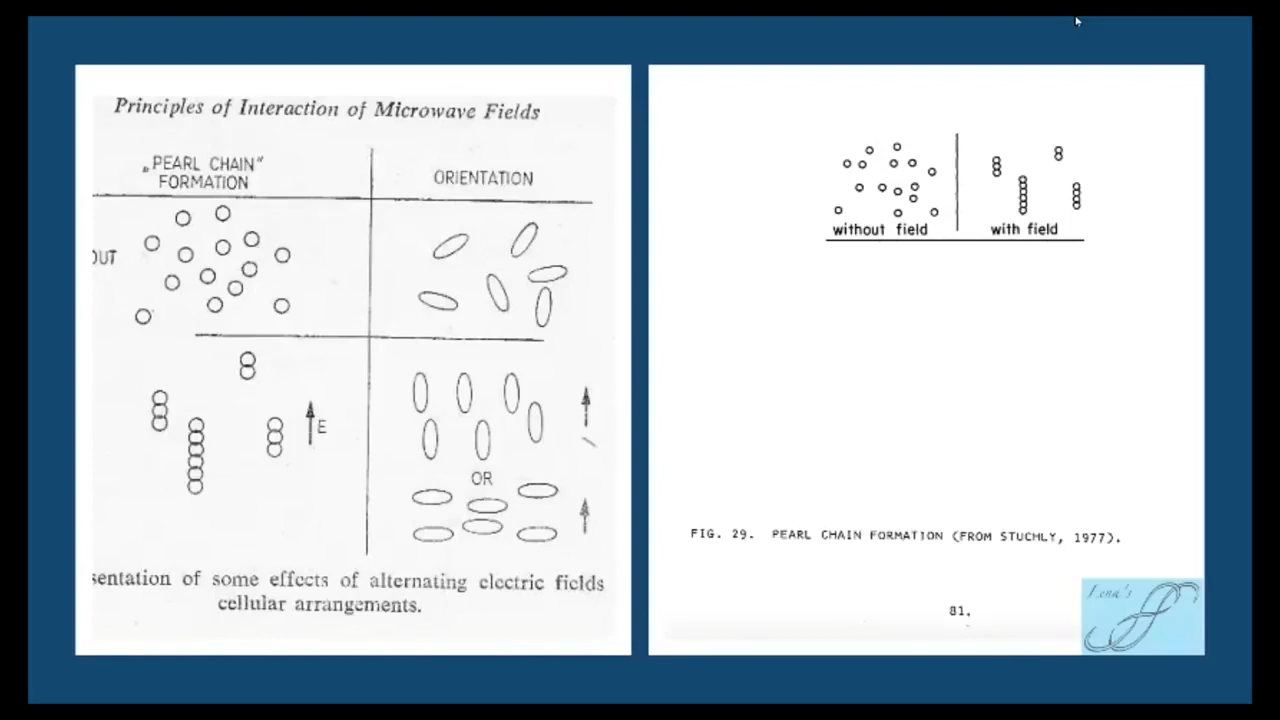 Principles of Interaction of Microwave Fields
„PEARL CHAIN"
FORMATION
ORIENTATION
OUT
E
OR
sentation of some effects of alternating electric fields
cellular arrangements.
without field
with field
FIG. 29. PEARL CHAIN FORMATION (FROM STUCHLY, 1977).
81.
Lena's